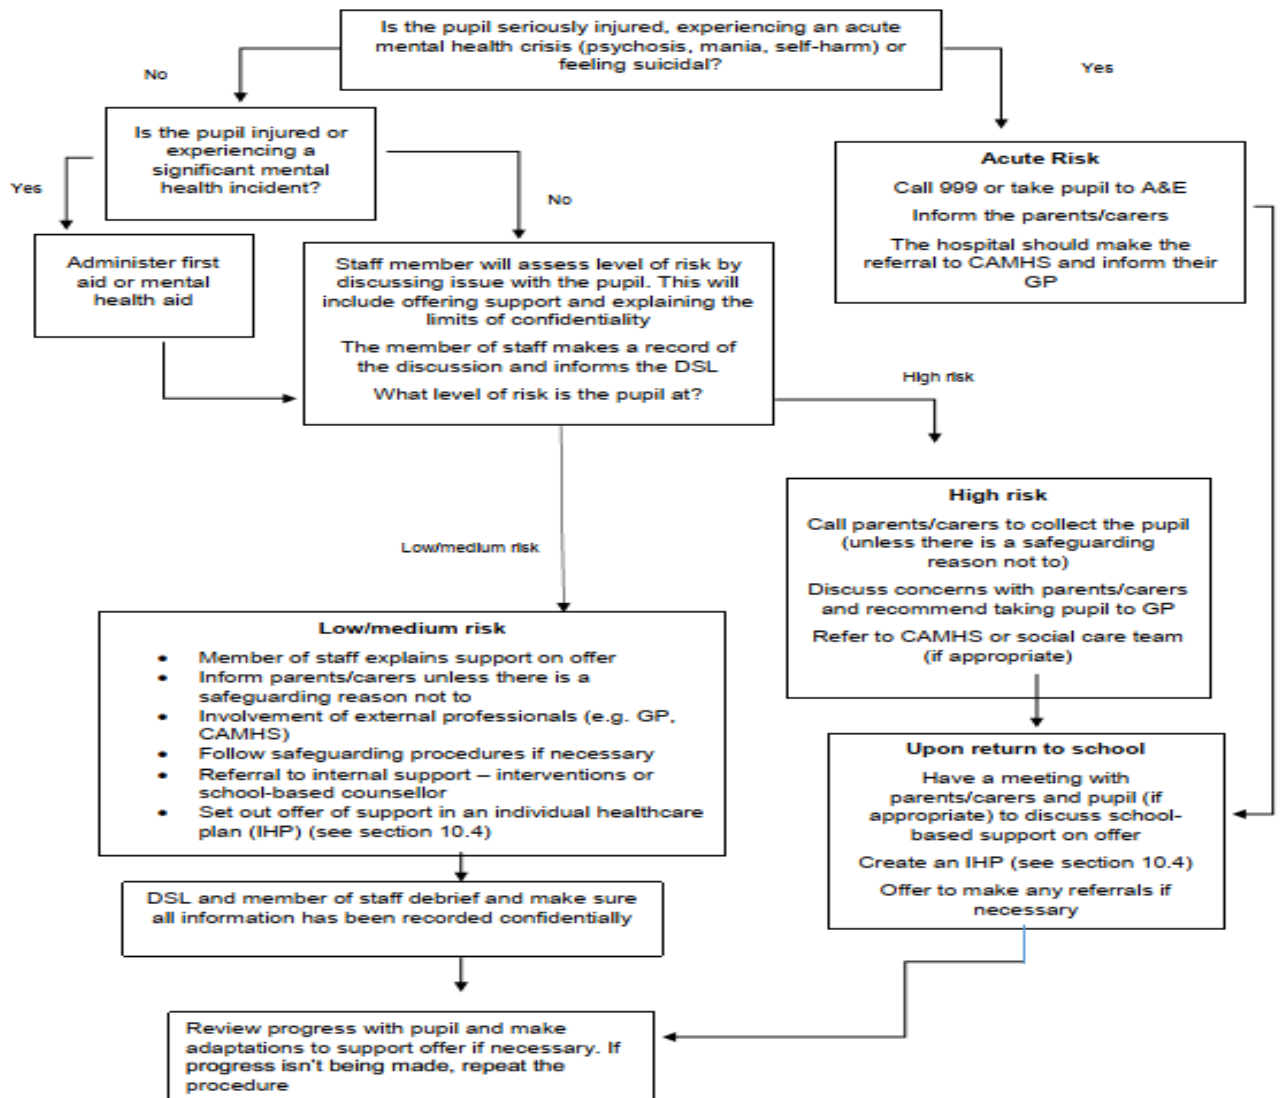 Is the pupil seriously injured, experiencing an acute
mental health crisis (psychosis, mania, self-harm) or
feeling suicidal?
No
Yes
Is the pupil injured or
experiencing a
significant mental
health incident?
Yes
No
Acute Risk
Call 999 or take pupil to A&E
Inform the parents/carers
The hospital should make the
referral to CAMHS and inform their
GP
Administer first
aid or mental
health aid
Staff member will assess level of risk by
discussing issue with the pupil. This will
include offering support and explaining the
limits of confidentiality
The member of staff makes a record of
the discussion and informs the DSL
What level of risk is the pupil at?
High risk
Low/medium risk
High risk
Call parents/carers to collect the pupil
(unless there is a safeguarding
reason not to)
Discuss concerns with parents/carers
and recommend taking pupil to GP
Refer to CAMHS or social care team
(if appropriate)
Low/medium risk
• Member of staff explains support on offer
• Inform parents/carers unless there is a
safeguarding reason not to
• Involvement of external professionals (e.g. GP,
CAMHS)
• Follow safeguarding procedures if necessary
• Referral to internal support – interventions or
school-based counsellor
• Set out offer of support in an individual healthcare
plan (IHP) (see section 10.4)
Upon return to school
Have a meeting with
parents/carers and pupil (if
appropriate) to discuss school-
based support on offer
Create an IHP (see section 10.4)
Offer to make any referrals if
necessary
DSL and member of staff debrief and make sure
all information has been recorded confidentially
Review progress with pupil and make
adaptations to support offer if necessary. If
progress isn't being made, repeat the
procedure